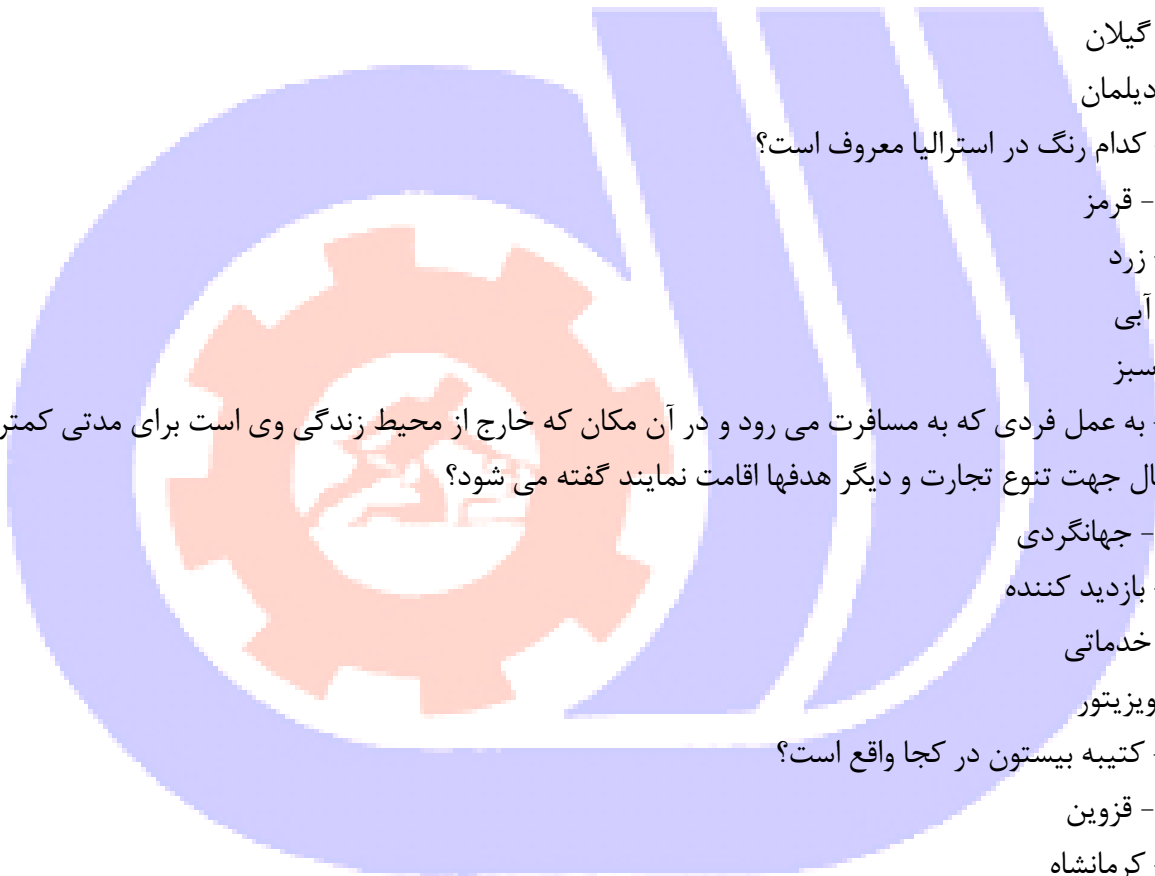 گیلان
دیلمان
- کدام رنگ در استرالیا معروف است؟
- قرمز
- زرد
آبی
سبز
- به عمل فردی که به مسافرت می رود و در آن مکان که خارج از محیط زندگی وی است برای مدتی کمتر
ال جهت تنوع تجارت و دیگر هدفها اقامت نمایند گفته می شود؟
- جهانگردی
- بازدید کننده
خدماتی
ویزیتور
- کتیبه بیستون در کجا واقع است؟
- قزوین
- کرمانشاه